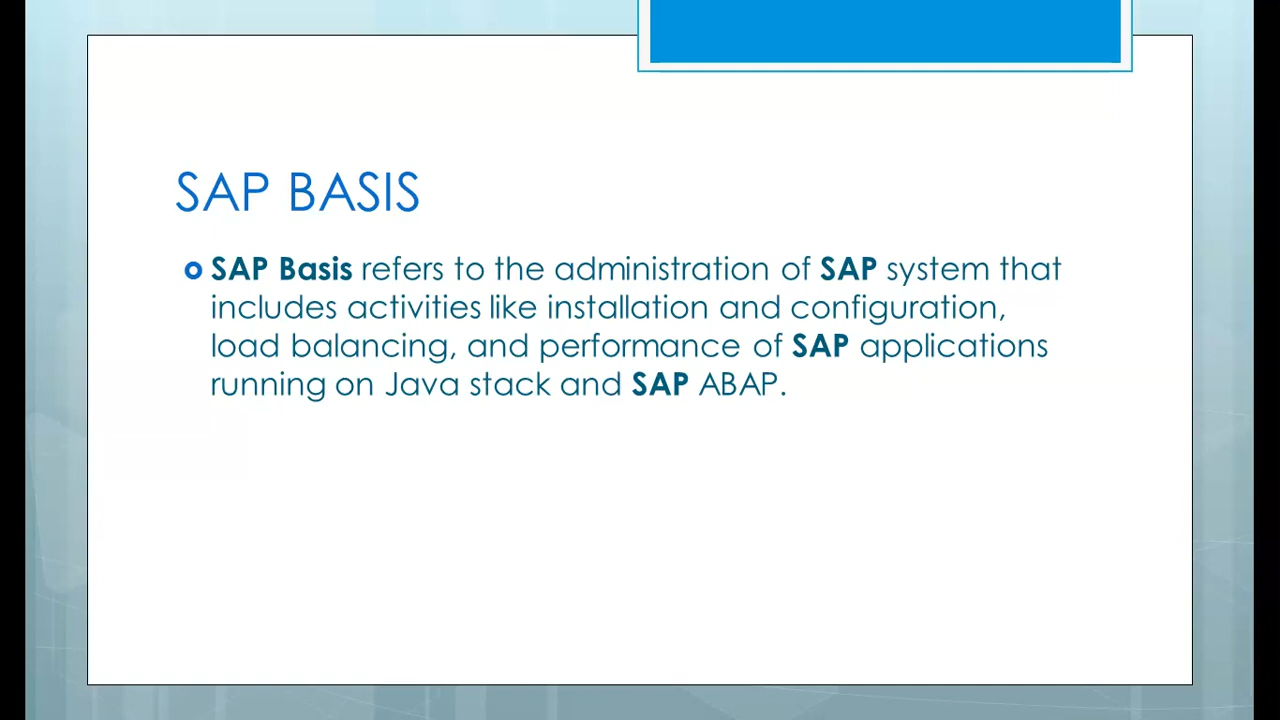 SAP BASIS
SAP Basis refers to the administration of SAP system that
includes activities like installation and configuration,
load balancing, and performance of SAP applications
running on Java stack and SAP ABAP.